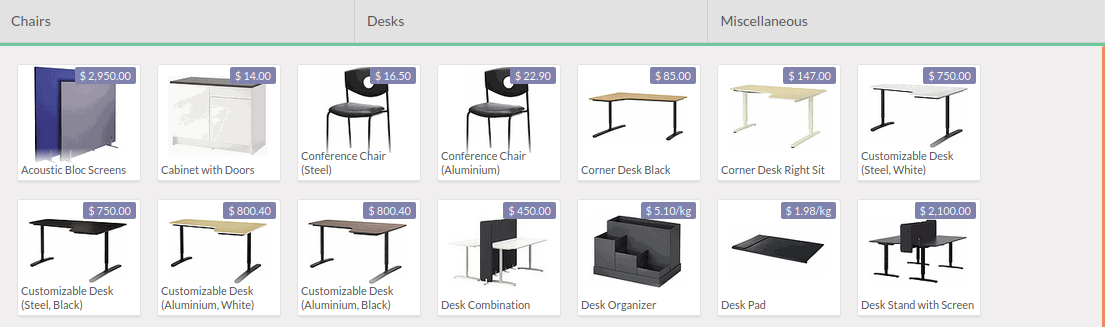 Chairs
Desks
Miscellaneous
$ 2,950.00
Acoustic Bloc Screens
$ 14.00
Cabinet with Doors
$ 16.50
Conference Chair
(Steel)
$ 22.90
Conference Chair
(Aluminium)
$ 85.00
Corner Desk Black
$ 147.00
Corner Desk Right Sit
$ 750.00
Customizable Desk
(Steel, White)
$ 750.00
Customizable Desk
(Steel, Black)
$ 800.40
Customizable Desk
(Aluminium, White)
$ 800.40
Customizable Desk
(Aluminium, Black)
$ 450.00
Desk Combination
$ 5.10/kg
Desk Organizer
$ 1.98/kg
Desk Pad
$ 2,100.00
Desk Stand with Screen